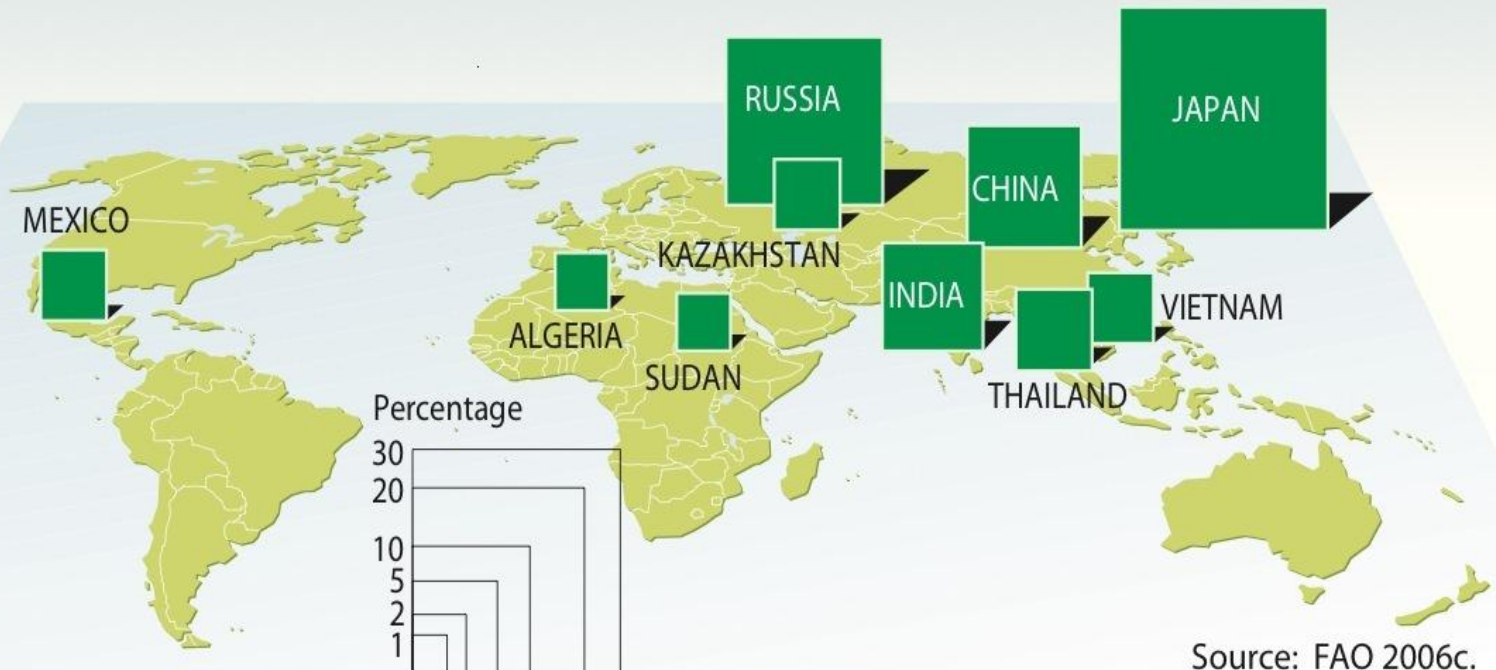 RUSSIA
JAPAN
CHINA
MEXICO
KAZAKHSTAN
INDIA
VIETNAM
ALGERIA
SUDAN
THAILAND
Percentage
30
20
10
5
2
1
Source: FAO 2006c.